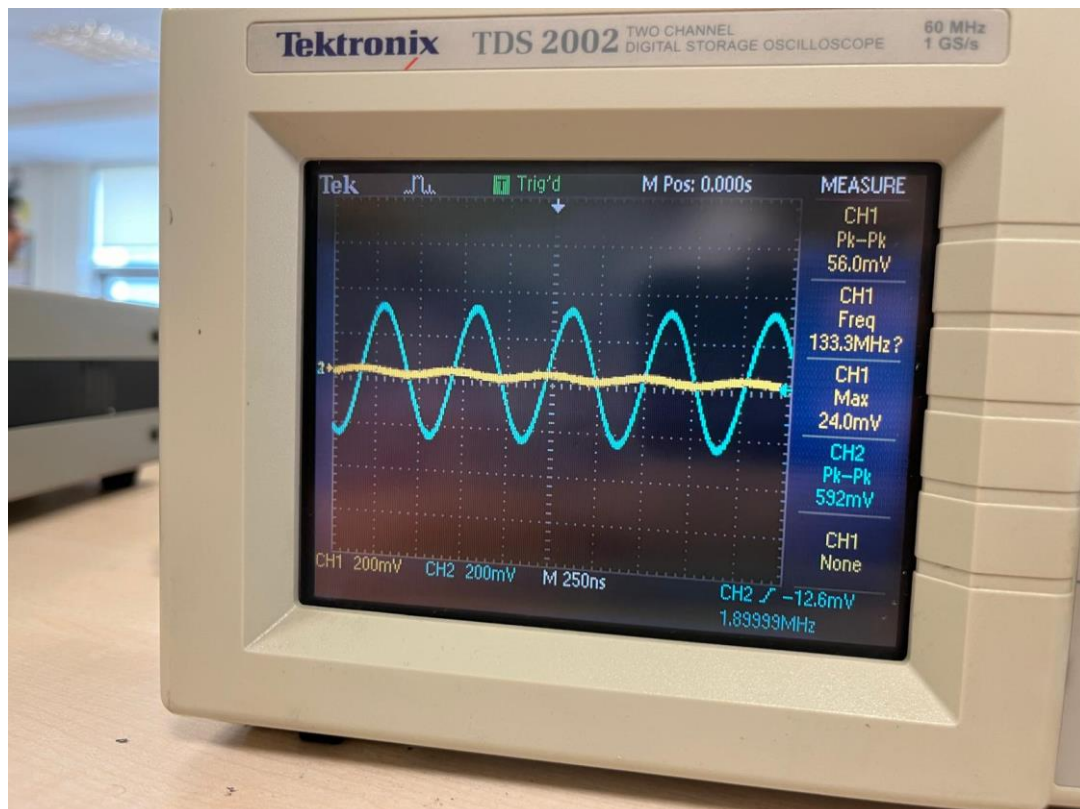 Tektronix TDS 2002 TWO CHANNEL
DIGITAL STORAGE OSCILLOSCOPE
60 MHz
1 GS/s
Tek T Trig'd M Pos: 0.000s MEASURE
CH1
Pk-Pk
56.0mV
CH1
Freq
133.3MHz?
CH1
Max
24.0mV
CH2
Pk-Pk
592mV
CH1
None
CH1 200mV CH2 200mV M 250ns
CH2 -12.6mV
1.89999MHz